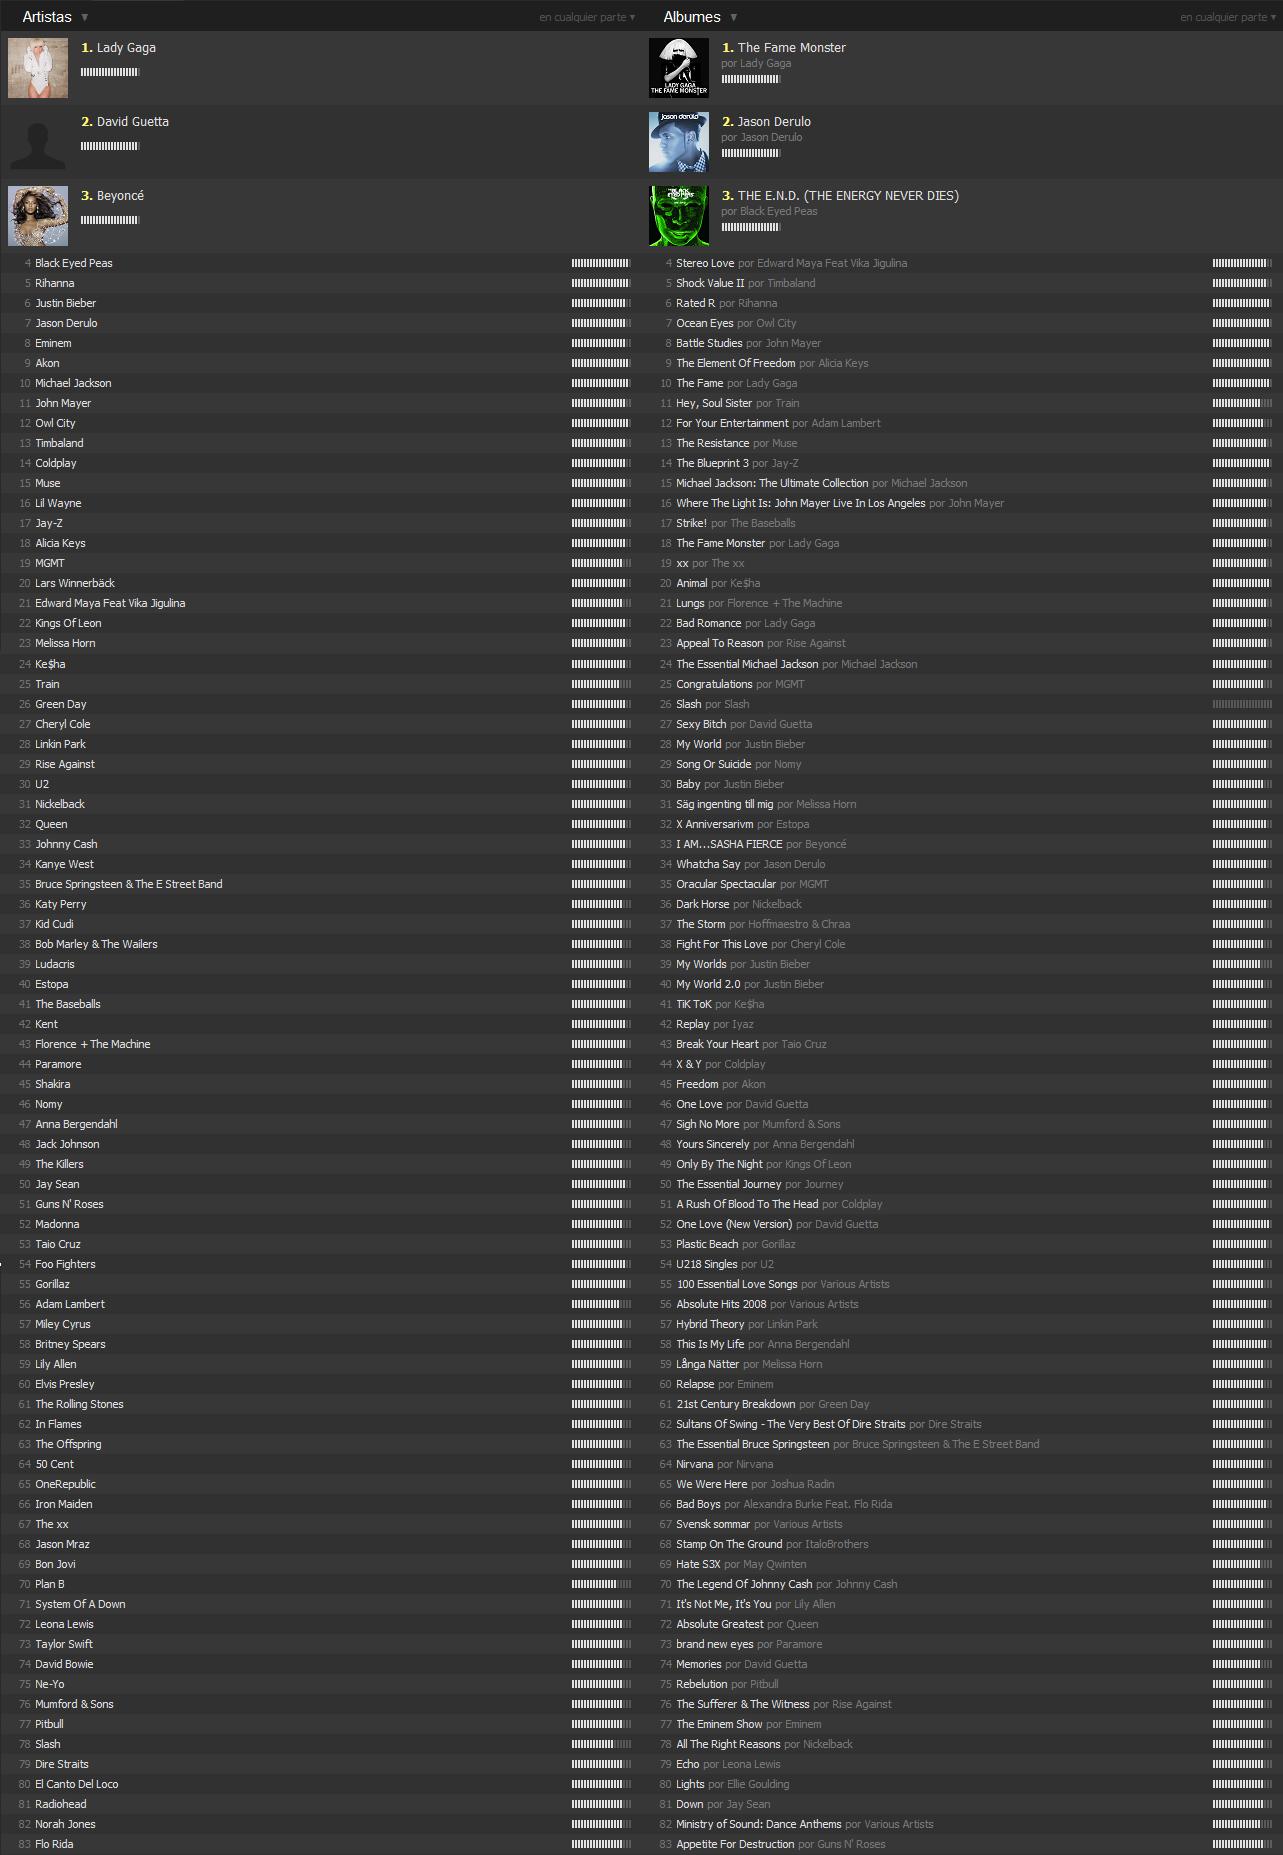 Artistas
en cualquier parte
1. Lady Gaga
2. David Guetta
3. Beyoncé
4 Black Eyed Peas
5 Rihanna
6 Justin Bieber
7 Jason Derulo
8 Eminem
9 Akon
10 Michael Jackson
11 John Mayer
12 Owl City
13 Timbaland
14 Coldplay
15 Muse
16 Lil Wayne
17 Jay-Z
18 Alicia Keys
19 MGMT
20 Lars Winnerbäck
21 Edward Maya Feat Vika Jigulina
22 Kings Of Leon
23 Melissa Horn
24 Ke$ha
25 Train
26 Green Day
27 Cheryl Cole
28 Linkin Park
29 Rise Against
30 U2
31 Nickelback
32 Queen
33 Johnny Cash
34 Kanye West
35 Bruce Springsteen & The E Street Band
36 Katy Perry
37 Kid Cudi
38 Bob Marley & The Wailers
39 Ludacris
40 Estopa
41 The Baseballs
42 Kent
43 Florence + The Machine
44 Paramore
45 Shakira
46 Nomy
47 Anna Bergendahl
48 Jack Johnson
49 The Killers
50 Jay Sean
51 Guns N' Roses
52 Madonna
53 Taio Cruz
54 Foo Fighters
55 Gorillaz
56 Adam Lambert
57 Miley Cyrus
58 Britney Spears
59 Lily Allen
60 Elvis Presley
61 The Rolling Stones
62 In Flames
63 The Offspring
64 50 Cent
65 OneRepublic
66 Iron Maiden
67 The xx
68 Jason Mraz
69 Bon Jovi
70 Plan B
71 System Of A Down
72 Leona Lewis
73 Taylor Swift
74 David Bowie
75 Ne-Yo
76 Mumford & Sons
77 Pitbull
78 Slash
79 Dire Straits
80 El Canto Del Loco
81 Radiohead
82 Norah Jones
83 Flo Rida
Albumes
en cualquier parte
LADY GAGA
THE FAME MONSTER
1. The Fame Monster
por Lady Gaga
jason derulo
2. Jason Derulo
por Jason Derulo
3. THE E.N.D. (THE ENERGY NEVER DIES)
por Black Eyed Peas
4 Stereo Love por Edward Maya Feat Vika Jigulina
5 Shock Value II por Timbaland
6 Rated R por Rihanna
7 Ocean Eyes por Owl City
8 Battle Studies por John Mayer
9 The Element Of Freedom por Alicia Keys
10 The Fame por Lady Gaga
11 Hey, Soul Sister por Train
12 For Your Entertainment por Adam Lambert
13 The Resistance por Muse
14 The Blueprint 3 por Jay-Z
15 Michael Jackson: The Ultimate Collection por Michael Jackson
16 Where The Light Is: John Mayer Live In Los Angeles por John Mayer
17 Strike! por The Baseballs
18 The Fame Monster por Lady Gaga
19 xx por The xx
20 Animal por Ke$ha
21 Lungs por Florence + The Machine
22 Bad Romance por Lady Gaga
23 Appeal To Reason por Rise Against
24 The Essential Michael Jackson por Michael Jackson
25 Congratulations por MGMT
26 Slash por Slash
27 Sexy Bitch por David Guetta
28 My World por Justin Bieber
29 Song Or Suicide por Nomy
30 Baby por Justin Bieber
31 Säg ingenting till mig por Melissa Horn
32 X Anniversarivm por Estopa
33 I AM...SASHA FIERCE por Beyoncé
34 Whatcha Say por Jason Derulo
35 Oracular Spectacular por MGMT
36 Dark Horse por Nickelback
37 The Storm por Hoffmaestro & Chraa
38 Fight For This Love por Cheryl Cole
39 My Worlds por Justin Bieber
40 My World 2.0 por Justin Bieber
41 TiK ToK por Ke$ha
42 Replay por Iyaz
43 Break Your Heart por Taio Cruz
44 X & Y por Coldplay
45 Freedom por Akon
46 One Love por David Guetta
47 Sigh No More por Mumford & Sons
48 Yours Sincerely por Anna Bergendahl
49 Only By The Night por Kings Of Leon
50 The Essential Journey por Journey
51 A Rush Of Blood To The Head por Coldplay
52 One Love (New Version) por David Guetta
53 Plastic Beach por Gorillaz
54 U218 Singles por U2
55 100 Essential Love Songs por Various Artists
56 Absolute Hits 2008 por Various Artists
57 Hybrid Theory por Linkin Park
58 This Is My Life por Anna Bergendahl
59 Långa Nätter por Melissa Horn
60 Relapse por Eminem
61 21st Century Breakdown por Green Day
62 Sultans Of Swing - The Very Best Of Dire Straits por Dire Straits
63 The Essential Bruce Springsteen por Bruce Springsteen & The E Street Band
64 Nirvana por Nirvana
65 We Were Here por Joshua Radin
66 Bad Boys por Alexandra Burke Feat. Flo Rida
67 Svensk sommar por Various Artists
68 Stamp On The Ground por ItaloBrothers
69 Hate S3X por May Qwinten
70 The Legend Of Johnny Cash por Johnny Cash
71 It's Not Me, It's You por Lily Allen
72 Absolute Greatest por Queen
73 brand new eyes por Paramore
74 Memories por David Guetta
75 Rebelution por Pitbull
76 The Sufferer & The Witness por Rise Against
77 The Eminem Show por Eminem
78 All The Right Reasons por Nickelback
79 Echo por Leona Lewis
80 Lights por Ellie Goulding
81 Down por Jay Sean
82 Ministry of Sound: Dance Anthems por Various Artists
83 Appetite For Destruction por Guns N' Roses